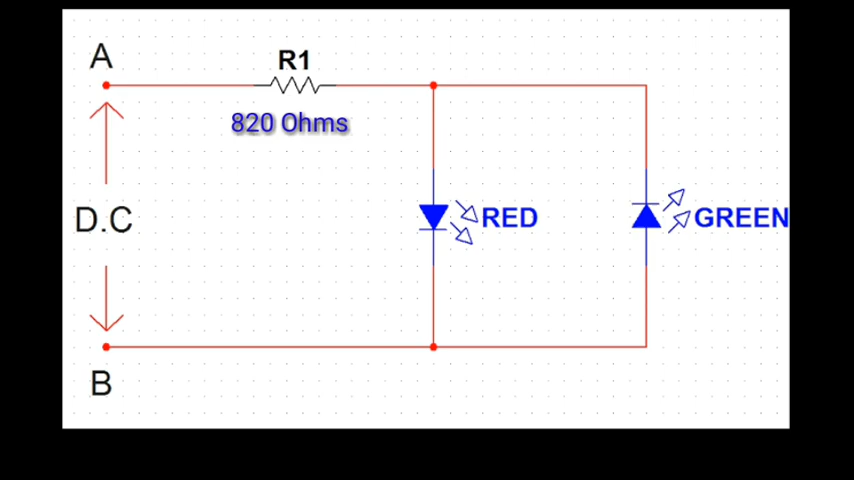 A
R1
820 Ohms
D.C
RED
GREEN
B